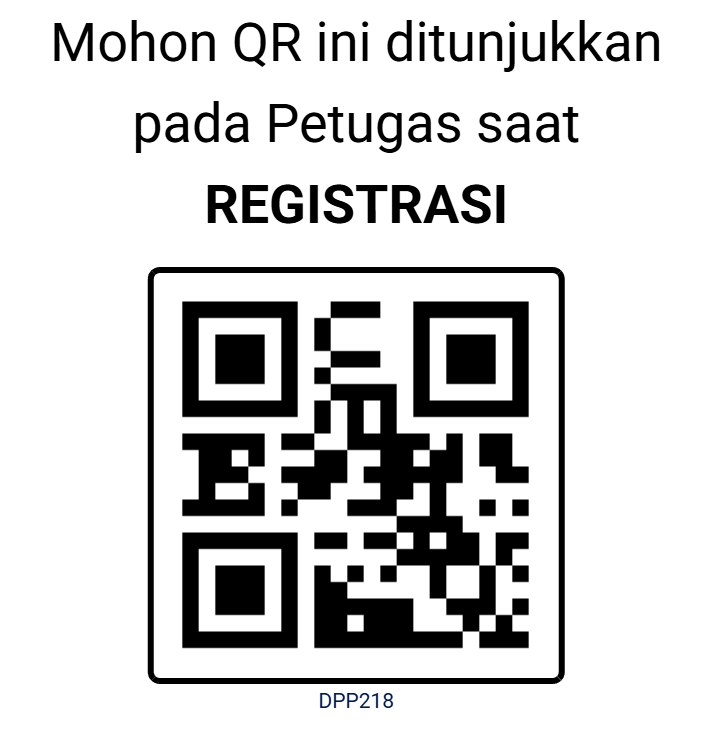 Mohon QR ini ditunjukkan
pada Petugas saat
REGISTRASI
DPP218